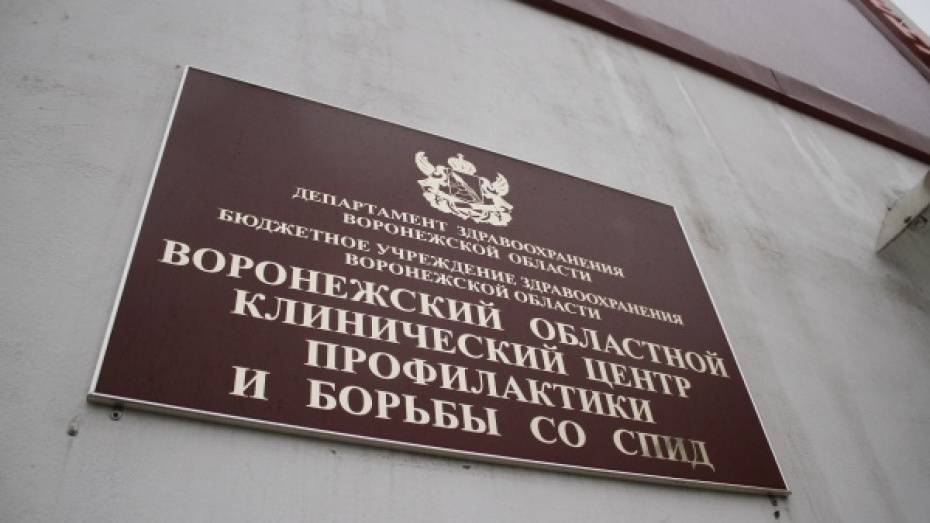 ДЕПАРТАМЕНТ ЗДРАВООХРАНЕНИЯ
ВОРОНЕЖСКОЙ ОБЛАСТИ
БЮДЖЕТНОЕ УЧРЕЖДЕНИЕ ЗДРАВООХРАНЕНИЯ
ВОРОНЕЖСКОЙ ОБЛАСТИ
ВОРОНЕЖСКИЙ ОБЛАСТНОЙ
КЛИНИЧЕСКИЙ ЦЕНТР
ПРОФИЛАКТИКИ
И БОРЬБЫ СО СПИД